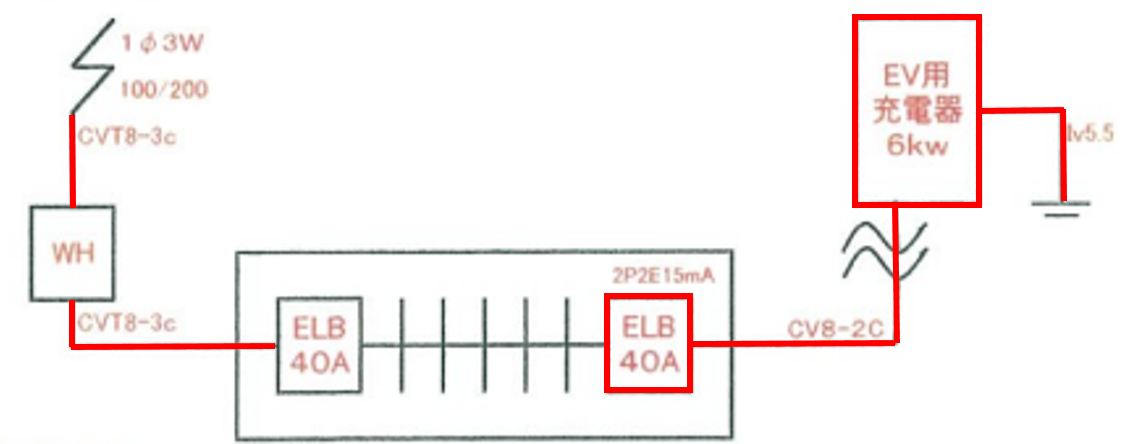 1φ3W
100/200
CVT8-3c
WH
CVT8-3c
ELB
40A
2P2E15mA
ELB
40A
CV8-2C
EV用
充電器
6kw
Iv5.5